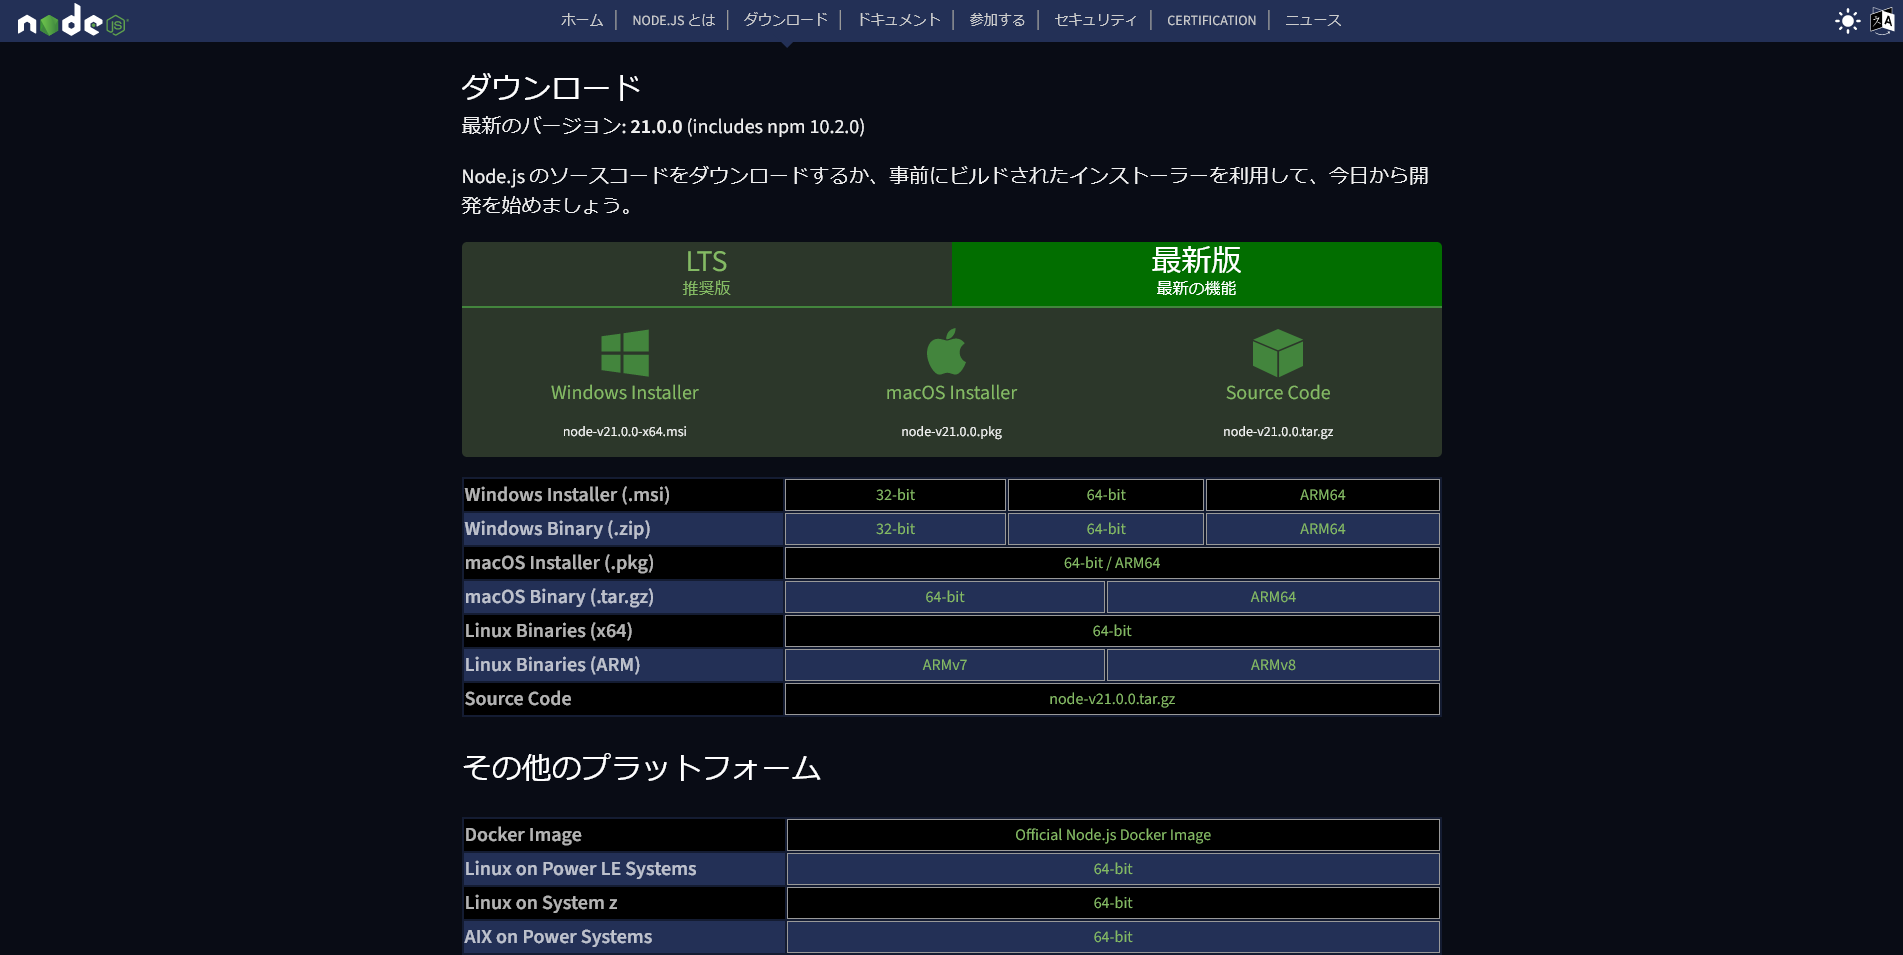 node JS
ホーム | NODE.JS とは | ダウンロード | ドキュメント | 参加する | セキュリティ | CERTIFICATION | ニュース
ダウンロード
最新のバージョン: 21.0.0 (includes npm 10.2.0)
Node.js のソースコードをダウンロードするか、事前にビルドされたインストーラーを利用して、今日から開
発を始めましょう。
LTS
推奨版
最新版
最新の機能
Windows Installer
node-v21.0.0-x64.msi
macOS Installer
node-v21.0.0.pkg
Source Code
node-v21.0.0.tar.gz
Windows Installer (.msi) 32-bit 64-bit ARM64
Windows Binary (.zip) 32-bit 64-bit ARM64
macOS Installer (.pkg) 64-bit / ARM64
macOS Binary (.tar.gz) 64-bit ARM64
Linux Binaries (x64) 64-bit
Linux Binaries (ARM) ARMv7 ARMv8
Source Code node-v21.0.0.tar.gz
その他のプラットフォーム
Docker Image Official Node.js Docker Image
Linux on Power LE Systems 64-bit
Linux on System z 64-bit
AIX on Power Systems 64-bit